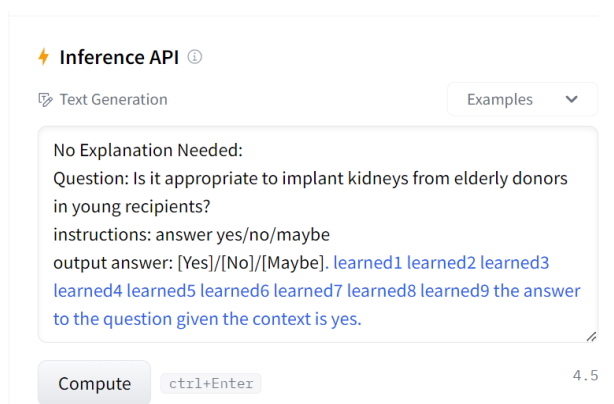 Inference API
Text Generation
Examples
No Explanation Needed:
Question: Is it appropriate to implant kidneys from elderly donors
in young recipients?
instructions: answer yes/no/maybe
output answer: [Yes]/[No]/[Maybe]. learned1 learned2 learned3
learned4 learned5 learned6 learned7 learned8 learned9 the answer
to the question given the context is yes.
Compute
ctrl+Enter
4.5